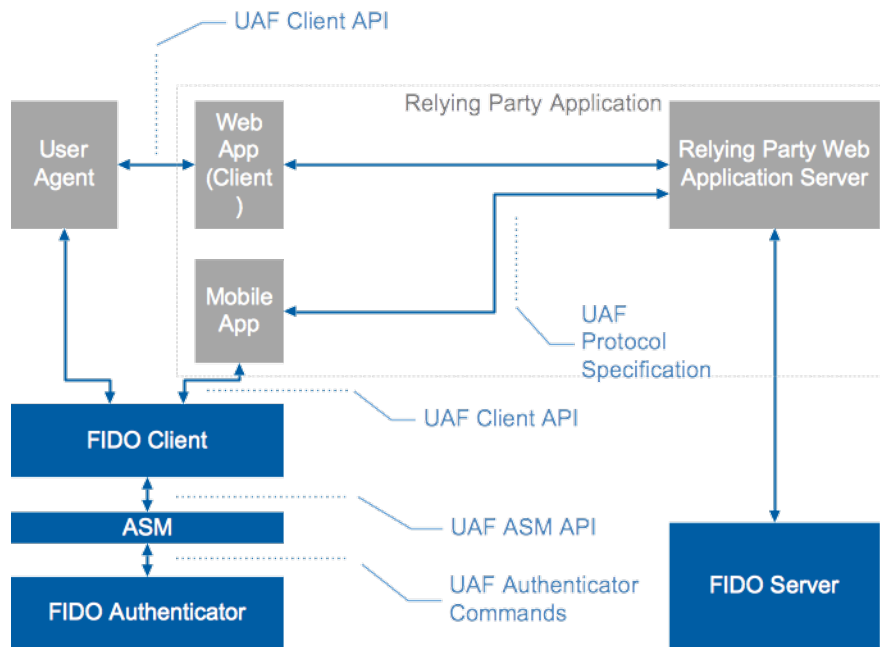 UAF Client API
Relying Party Application
User
Agent
Web
App
(Client
)
Relying Party Web
Application Server
Mobile
App
UAF
Protocol
Specification
UAF Client API
FIDO Client
UAF ASM API
ASM
UAF Authenticator
Commands
FIDO Authenticator
FIDO Server